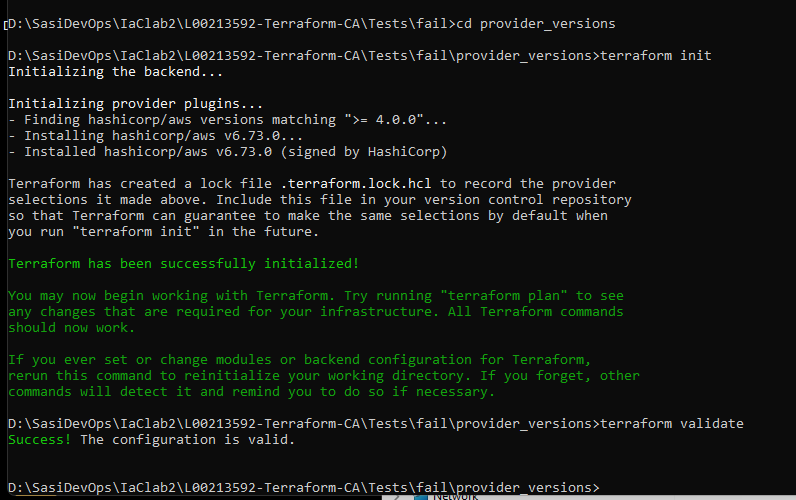 D:\SasiDevOps\IaClab2\L00213592-Terraform-CA\Tests\fail>cd provider_versions
D:\SasiDevOps\IaClab2\L00213592-Terraform-CA\Tests\fail\provider_versions>terraform init
Initializing the backend...
Initializing provider plugins...
- Finding hashicorp/aws versions matching ">= 4.0.0"...
- Installing hashicorp/aws v6.73.0...
- Installed hashicorp/aws v6.73.0 (signed by HashiCorp)
Terraform has created a lock file .terraform.lock.hcl to record the provider
selections it made above. Include this file in your version control repository
so that Terraform can guarantee to make the same selections by default when
you run "terraform init" in the future.
Terraform has been successfully initialized!
You may now begin working with Terraform. Try running "terraform plan" to see
any changes that are required for your infrastructure. All Terraform commands
should now work.
If you ever set or change modules or backend configuration for Terraform,
rerun this command to reinitialize your working directory. If you forget, other
commands will detect it and remind you to do so if necessary.
D:\SasiDevOps\IaClab2\L00213592-Terraform-CA\Tests\fail\provider_versions>terraform validate
Success! The configuration is valid.
D:\SasiDevOps\IaClab2\L00213592-Terraform-CA\Tests\fail\provider_versions>
Network